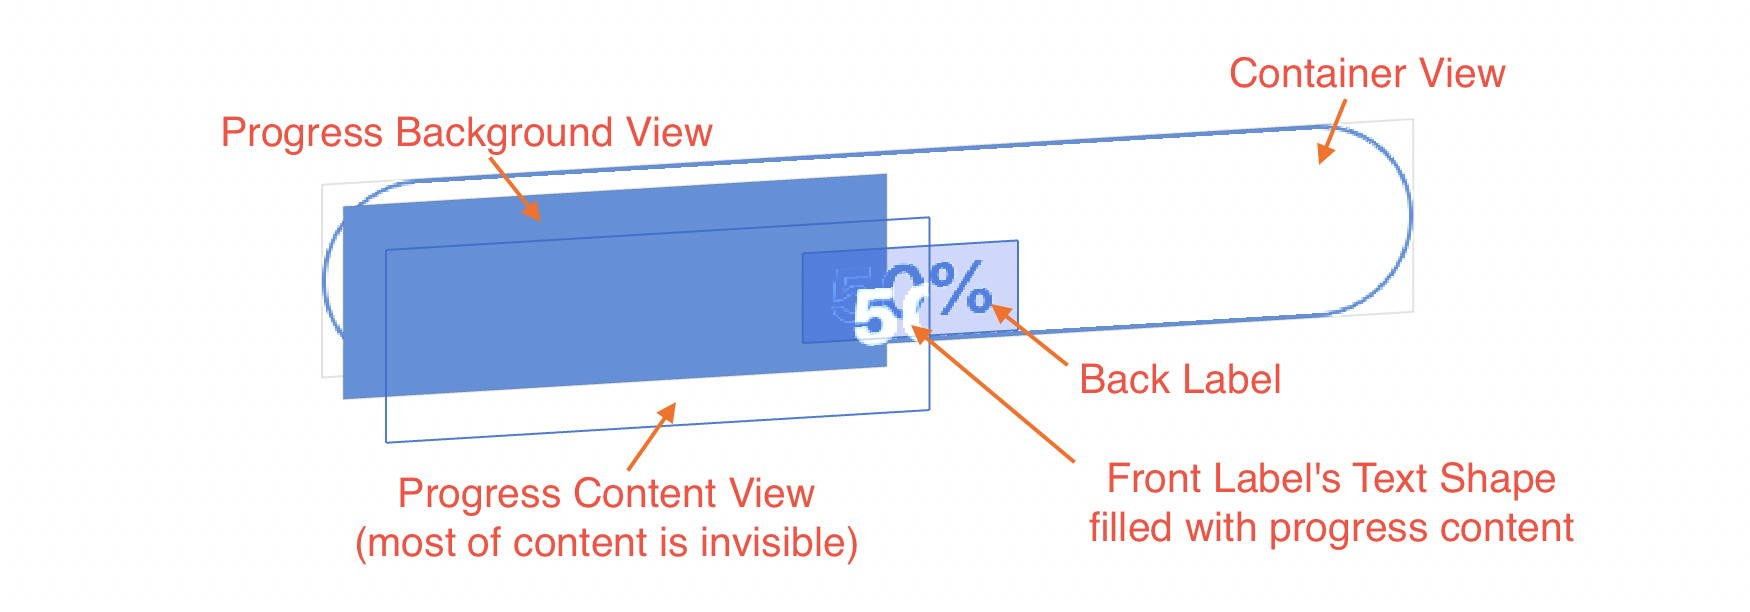 Container View
Progress Background View
50%
50
Back Label
Progress Content View
(most of content is invisible)
Front Label's Text Shape
filled with progress content